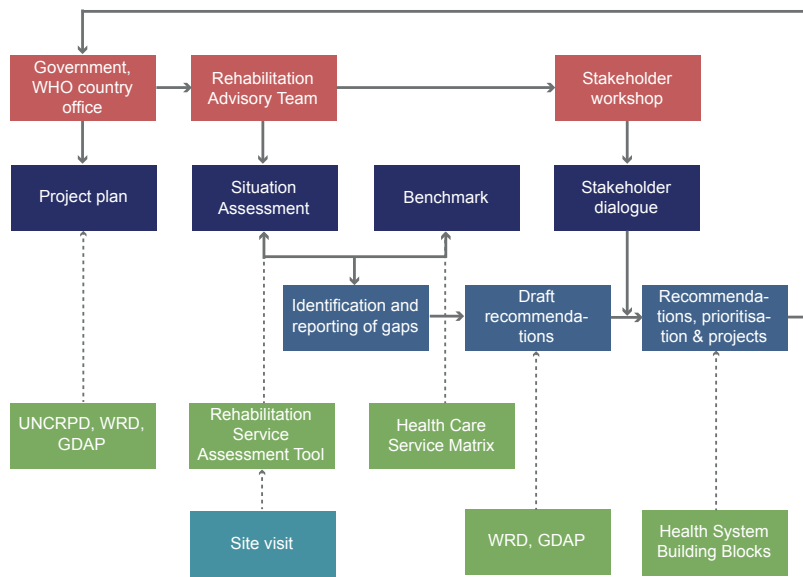 Government,
WHO country
office
Rehabilitation
Advisory Team
Stakeholder
workshop
Project plan
Situation
Assessment
Benchmark
Stakeholder
dialogue
Identification and
reporting of gaps
Draft
recommenda-
tions
Recommenda-
tions, prioritis-
ation & projects
UNCRPD, WRD,
GDAP
Rehabilitation
Service
Assessment Tool
Health Care
Service Matrix
Site visit
WRD, GDAP
Health System
Building Blocks